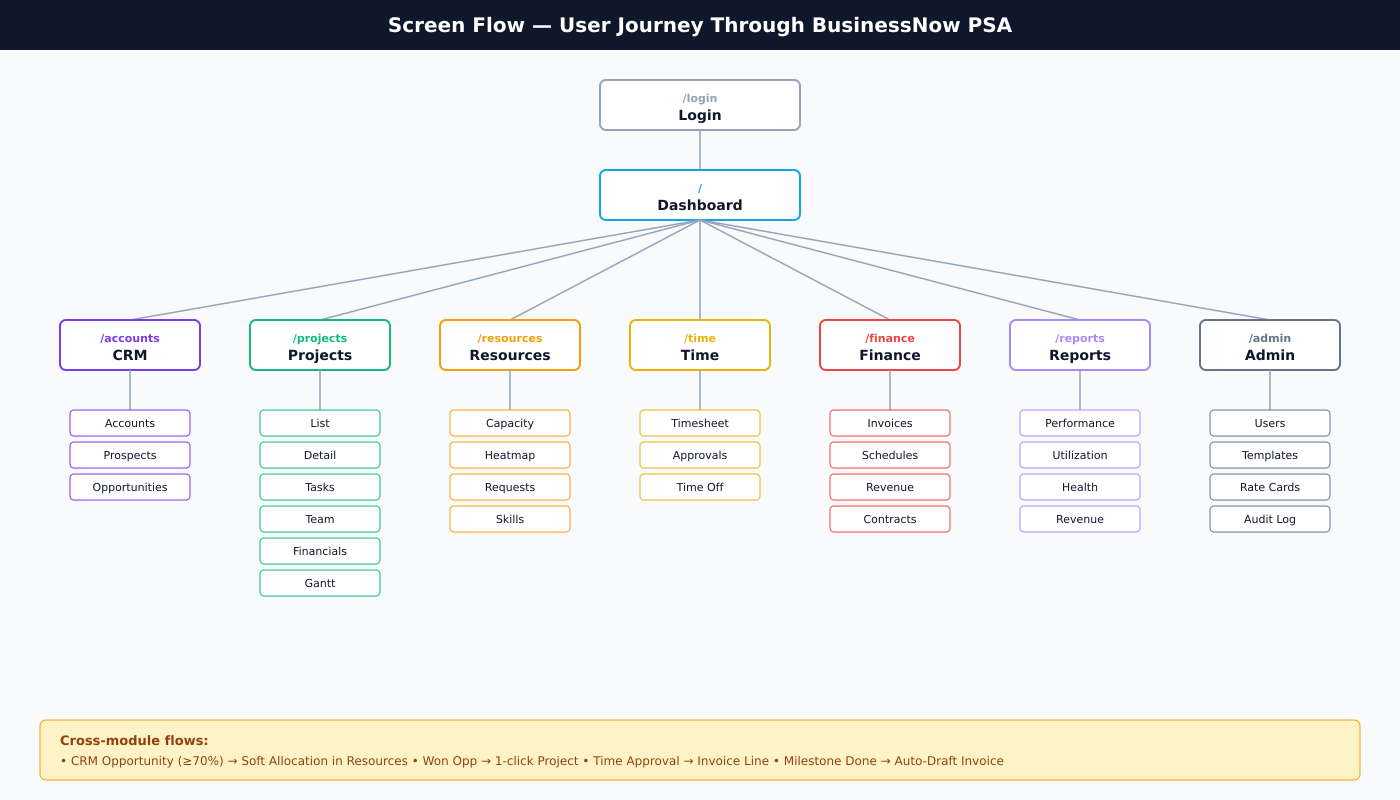 Screen Flow — User Journey Through BusinessNow PSA
/login
Login
/
Dashboard
/accounts
CRM
Accounts
Prospects
Opportunities
/projects
Projects
List
Detail
Tasks
Team
Financials
Gantt
/resources
Resources
Capacity
Heatmap
Requests
Skills
/time
Time
Timesheet
Approvals
Time Off
/finance
Finance
Invoices
Schedules
Revenue
Contracts
/reports
Reports
Performance
Utilization
Health
Revenue
/admin
Admin
Users
Templates
Rate Cards
Audit Log
Cross-module flows:
• CRM Opportunity (≥70%) → Soft Allocation in Resources • Won Opp → 1-click Project • Time Approval → Invoice Line • Milestone Done → Auto-Draft Invoice